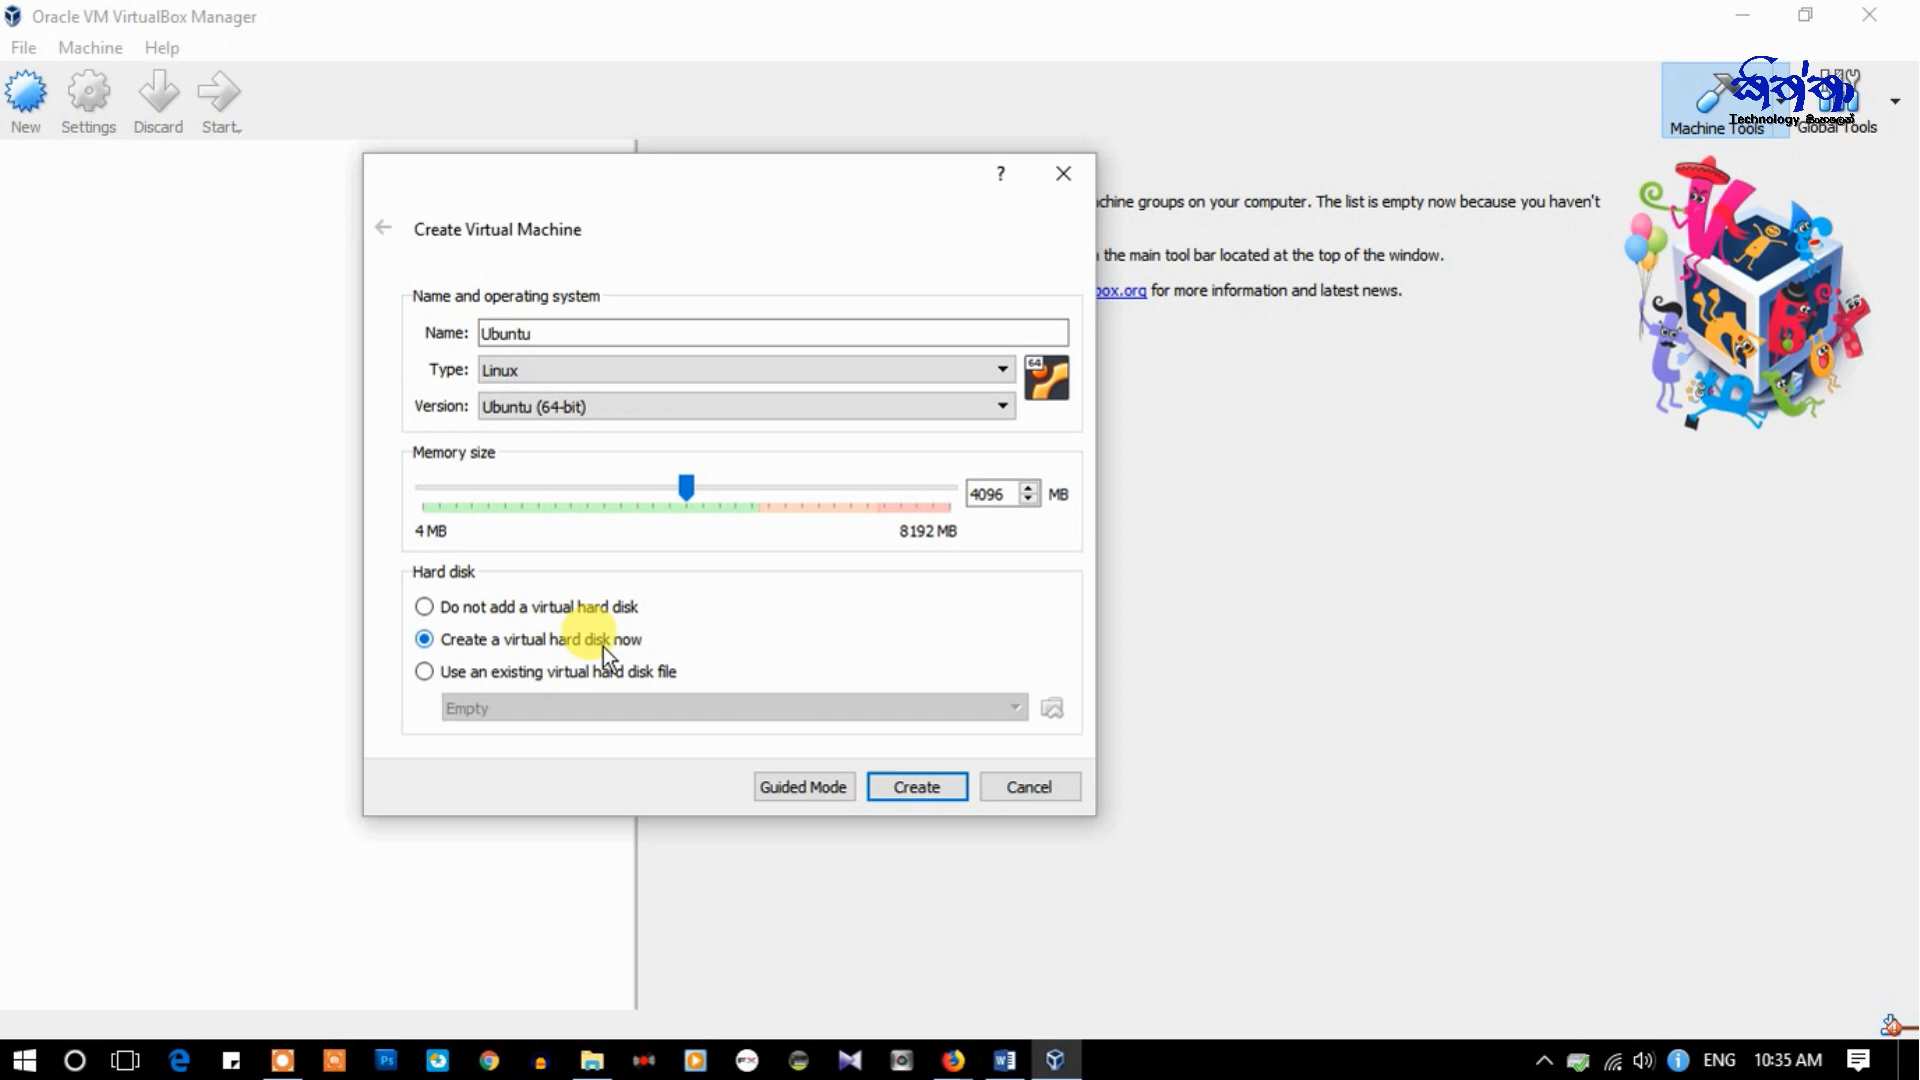 Oracle VM VirtualBox Manager
File Machine Help
New Settings Discard Start
Machine Tools
Global Tools
Technology
achine groups on your computer. The list is empty now because you haven't
the main tool bar located at the top of the window.
box.org for more information and latest news.
?
Create Virtual Machine
Name and operating system
Name: Ubuntu
Type: Linux
64
Version: Ubuntu (64-bit)
Memory size
4096 MB
4 MB 8192 MB
Hard disk
Do not add a virtual hard disk
Create a virtual hard disk now
Use an existing virtual hard disk file
Empty
Guided Mode Create Cancel
ENG 10:35 AM